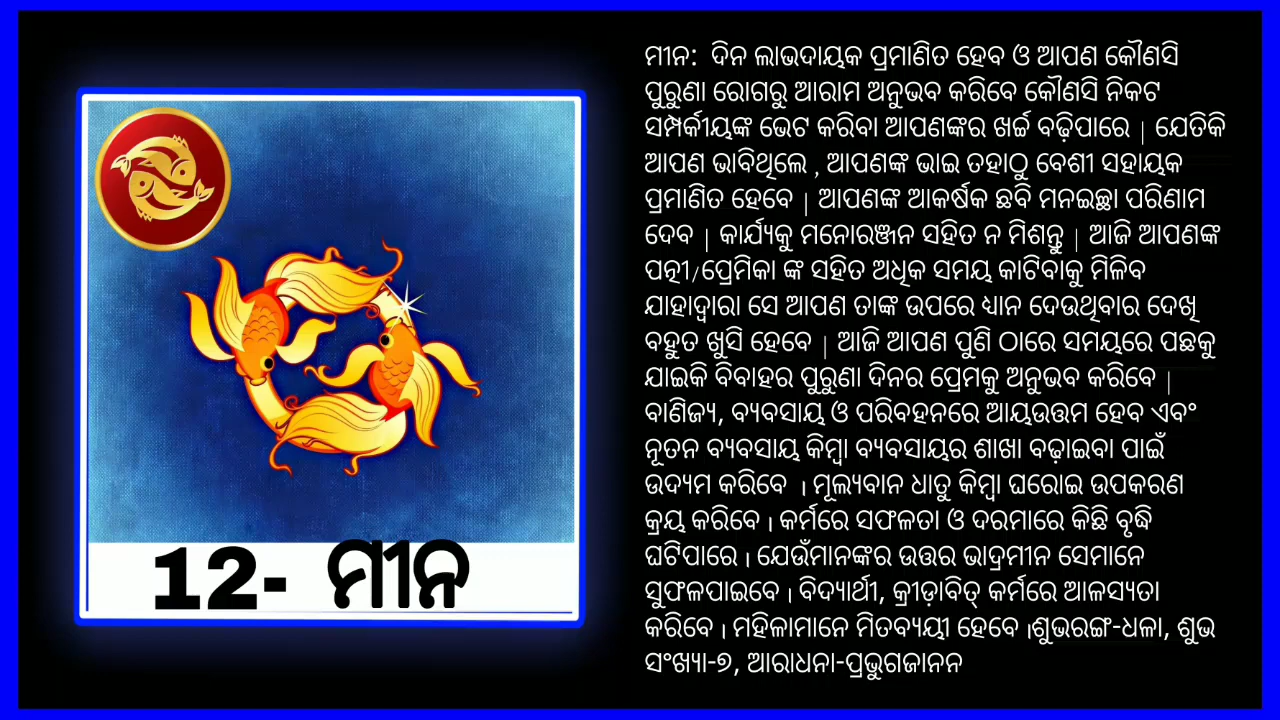 12- ମୀନ
ମୀନ: ଦିନ ଲାଭଦାୟକ ପ୍ରମାଣିତ ହେବ ଓ ଆପଣ କୌଣସି
ପୁରୁଣା ରୋଗରୁ ଆରାମ ଅନୁଭବ କରିବେ କୌଣସି ନିକଟ
ସମ୍ପର୍କୀୟଙ୍କ ଭେଟ କରିବା ଆପଣଙ୍କର ଖର୍ଚ୍ଚ ବଢ଼ିପାରେ | ଯେତିକି
ଆପଣ ଭାବିଥିଲେ , ଆପଣଙ୍କ ଭାଇ ତହାଠୁ ବେଶୀ ସହାୟକ
ପ୍ରମାଣିତ ହେବେ | ଆପଣଙ୍କ ଆକର୍ଷକ ଛବି ମନଇଚ୍ଛା ପରିଣାମ
ଦେବ | କାର୍ଯ୍ୟକୁ ମନୋରଞ୍ଜନ ସହିତ ନ ମିଶନ୍ତୁ | ଆଜି ଆପଣଙ୍କ
ପତ୍ନୀ/ପ୍ରେମିକା ଙ୍କ ସହିତ ଅଧିକ ସମୟ କାଟିବାକୁ ମିଳିବ
ଯାହାଦ୍ୱାରା ସେ ଆପଣ ତାଙ୍କ ଉପରେ ଧ୍ୟାନ ଦେଉଥିବାର ଦେଖି
ବହୁତ ଖୁସି ହେବେ | ଆଜି ଆପଣ ପୁଣି ଠାରେ ସମୟରେ ପଛକୁ
ଯାଇକି ବିବାହର ପୁରୁଣା ଦିନର ପ୍ରେମକୁ ଅନୁଭବ କରିବେ |
ବାଣିଜ୍ୟ, ବ୍ୟବସାୟ ଓ ପରିବହନରେ ଆୟଉତ୍ତମ ହେବ ଏବଂ
ନୂତନ ବ୍ୟବସାୟ କିମ୍ବା ବ୍ୟବସାୟର ଶାଖା ବଢ଼ାଇବା ପାଇଁ
ଉଦ୍ୟମ କରିବେ । ମୂଲ୍ୟବାନ ଧାତୁ କିମ୍ବା ଘରୋଇ ଉପକରଣ
କ୍ରୟ କରିବେ। କର୍ମରେ ସଫଳତା ଓ ଦରମାରେ କିଛି ବୃଦ୍ଧି
ଘଟିପାରେ। ଯେଉଁମାନଙ୍କର ଉତ୍ତର ଭାଦ୍ରମୀନ ସେମାନେ
ସୁଫଳପାଇବେ। ବିଦ୍ୟାର୍ଥୀ, କ୍ରୀଡ଼ାବିତ୍ କର୍ମରେ ଆଳସ୍ୟତା
କରିବେ। ମହିଳାମାନେ ମିତବ୍ୟୟୀ ହେବେ।ଶୁଭରଙ୍ଗ-ଧଳା, ଶୁଭ
ସଂଖ୍ୟା-୭, ଆରାଧନା-ପ୍ରଭୁଗଜାନନ